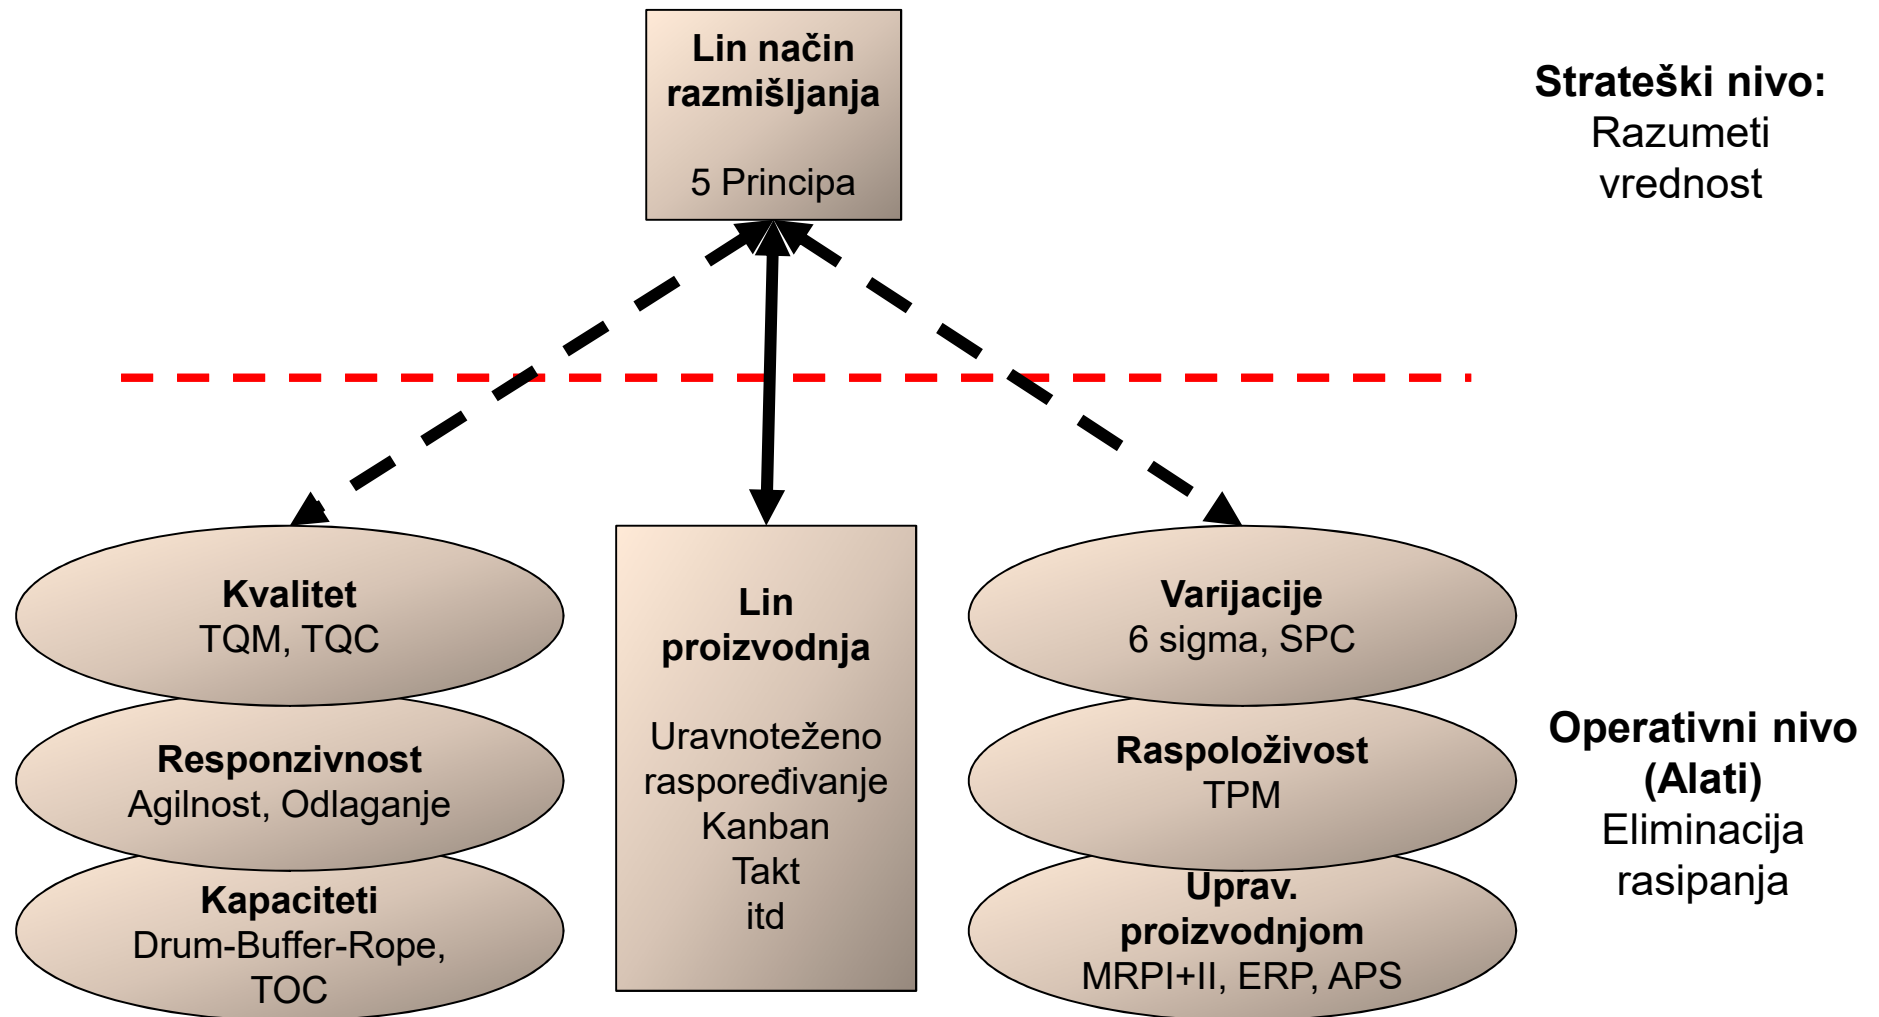 Lin način
razmišljanja
5 Principa
Strateški nivo:
Razumeti
vrednost
Kvalitet
TQM, TQC
Responzivnost
Agilnost, Odlaganje
Kapaciteti
Drum-Buffer-Rope,
TOC
Lin
proizvodnja
Uravnoteženo
raspoređivanje
Kanban
Takt
itd
Varijacije
6 sigma, SPC
Raspoloživost
TPM
Uprav.
proizvodnjom
MRPI+II, ERP, APS
Operativni nivo
(Alati)
Eliminacija
rasipanja